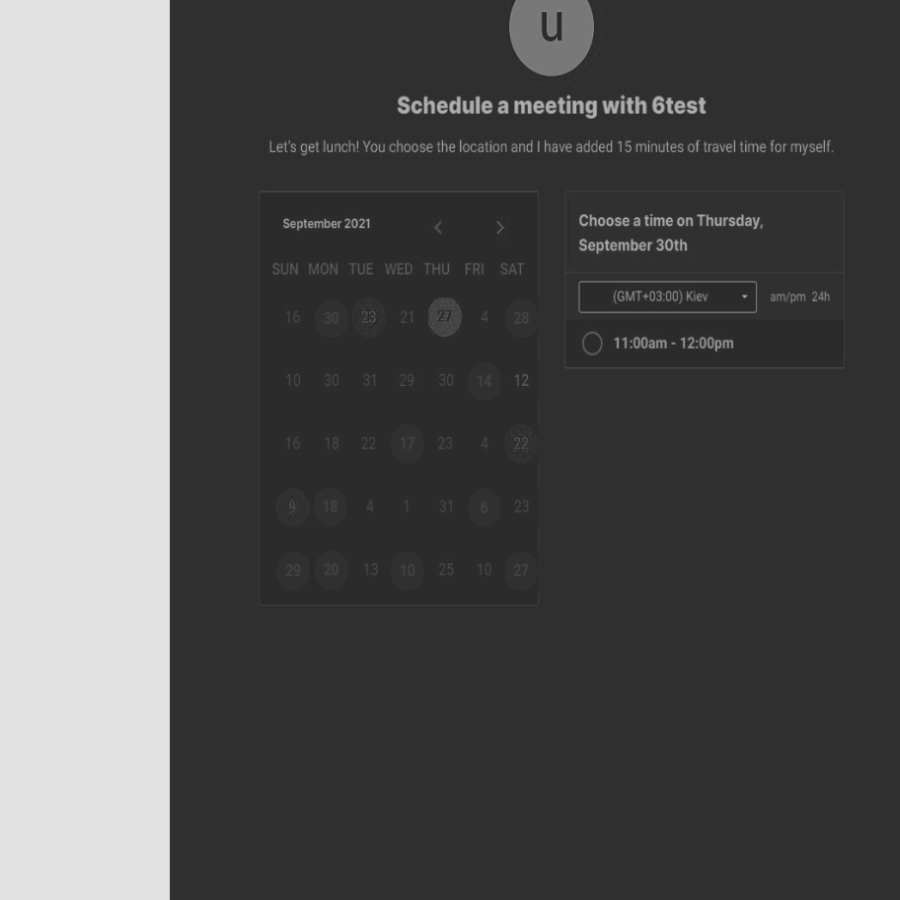 u
Schedule a meeting with 6test
Let's get lunch! You choose the location and I have added 15 minutes of travel time for myself.
September 2021
SUN MON TUE WED THU FRI SAT
16 30 23 21 27 4 28
10 30 31 29 30 14 12
16 18 22 17 23 4 22
9 18 4 1 31 6 23
29 20 13 10 25 10 27
Choose a time on Thursday,
September 30th
(GMT+03:00) Kiev am/pm 24h
11:00am - 12:00pm